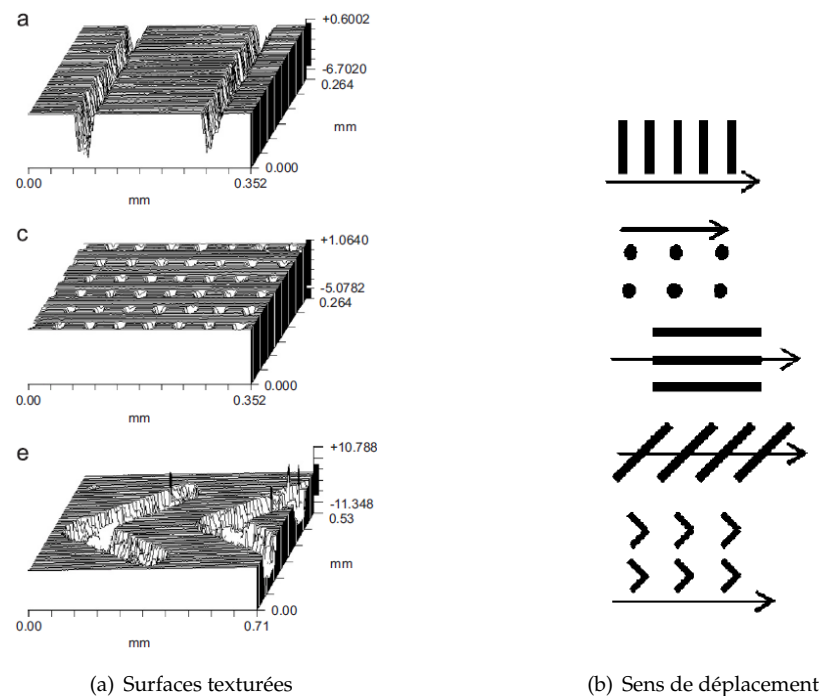 a
+0.6002
-6.7020
0.264
mm
0.000
0.00
0.352
mm
c
+1.0640
-5.0782
0.264
0.000
0.00
0.352
mm
e
+10.788
-11.348
0.53
mm
0.00
0.00
0.71
mm
(a) Surfaces texturées
(b) Sens de déplacement